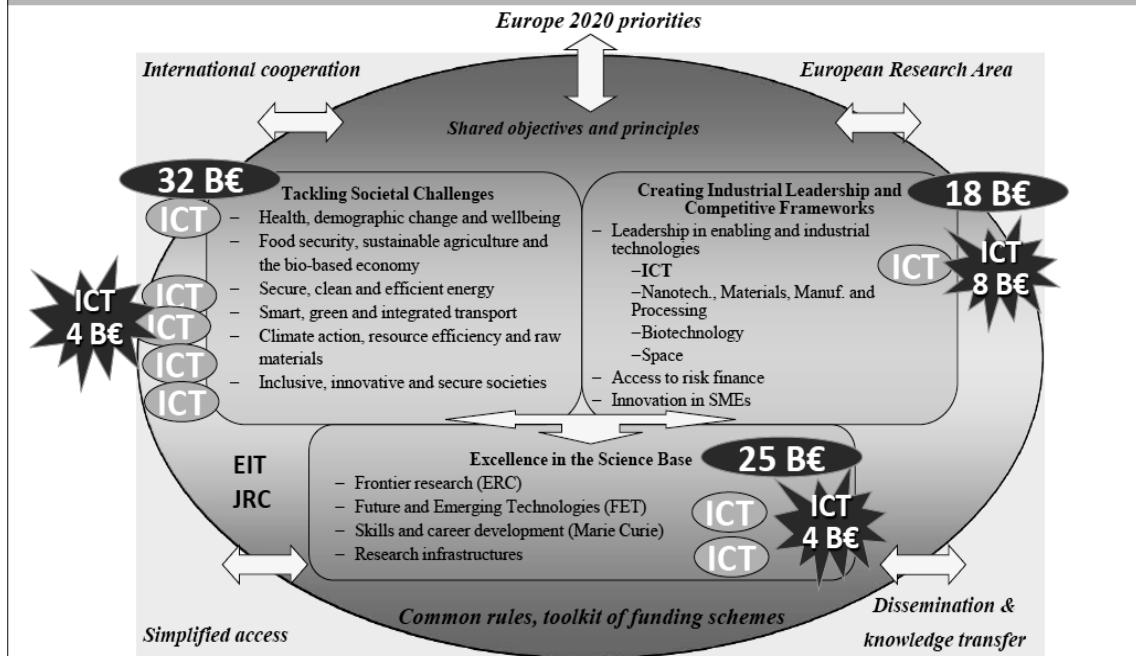 Europe 2020 priorities
International cooperation
European Research Area
Shared objectives and principles
32 B€
Tackling Societal Challenges
ICT
– Health, demographic change and wellbeing
– Food security, sustainable agriculture and
the bio-based economy
ICT
– Secure, clean and efficient energy
ICT
4 B€
ICT
– Smart, green and integrated transport
– Climate action, resource efficiency and raw
materials
ICT
– Inclusive, innovative and secure societies
ICT
Creating Industrial Leadership and
Competitive Frameworks
18 B€
– Leadership in enabling and industrial
technologies
–ICT
ICT
ICT
8 B€
–Nanotech., Materials, Manuf. and
Processing
–Biotechnology
–Space
– Access to risk finance
– Innovation in SMEs
EIT
JRC
Excellence in the Science Base
25 B€
– Frontier research (ERC)
– Future and Emerging Technologies (FET)
– Skills and career development (Marie Curie)
– Research infrastructures
ICT
ICT
ICT
4 B€
Common rules, toolkit of funding schemes
Simplified access
Dissemination &
knowledge transfer